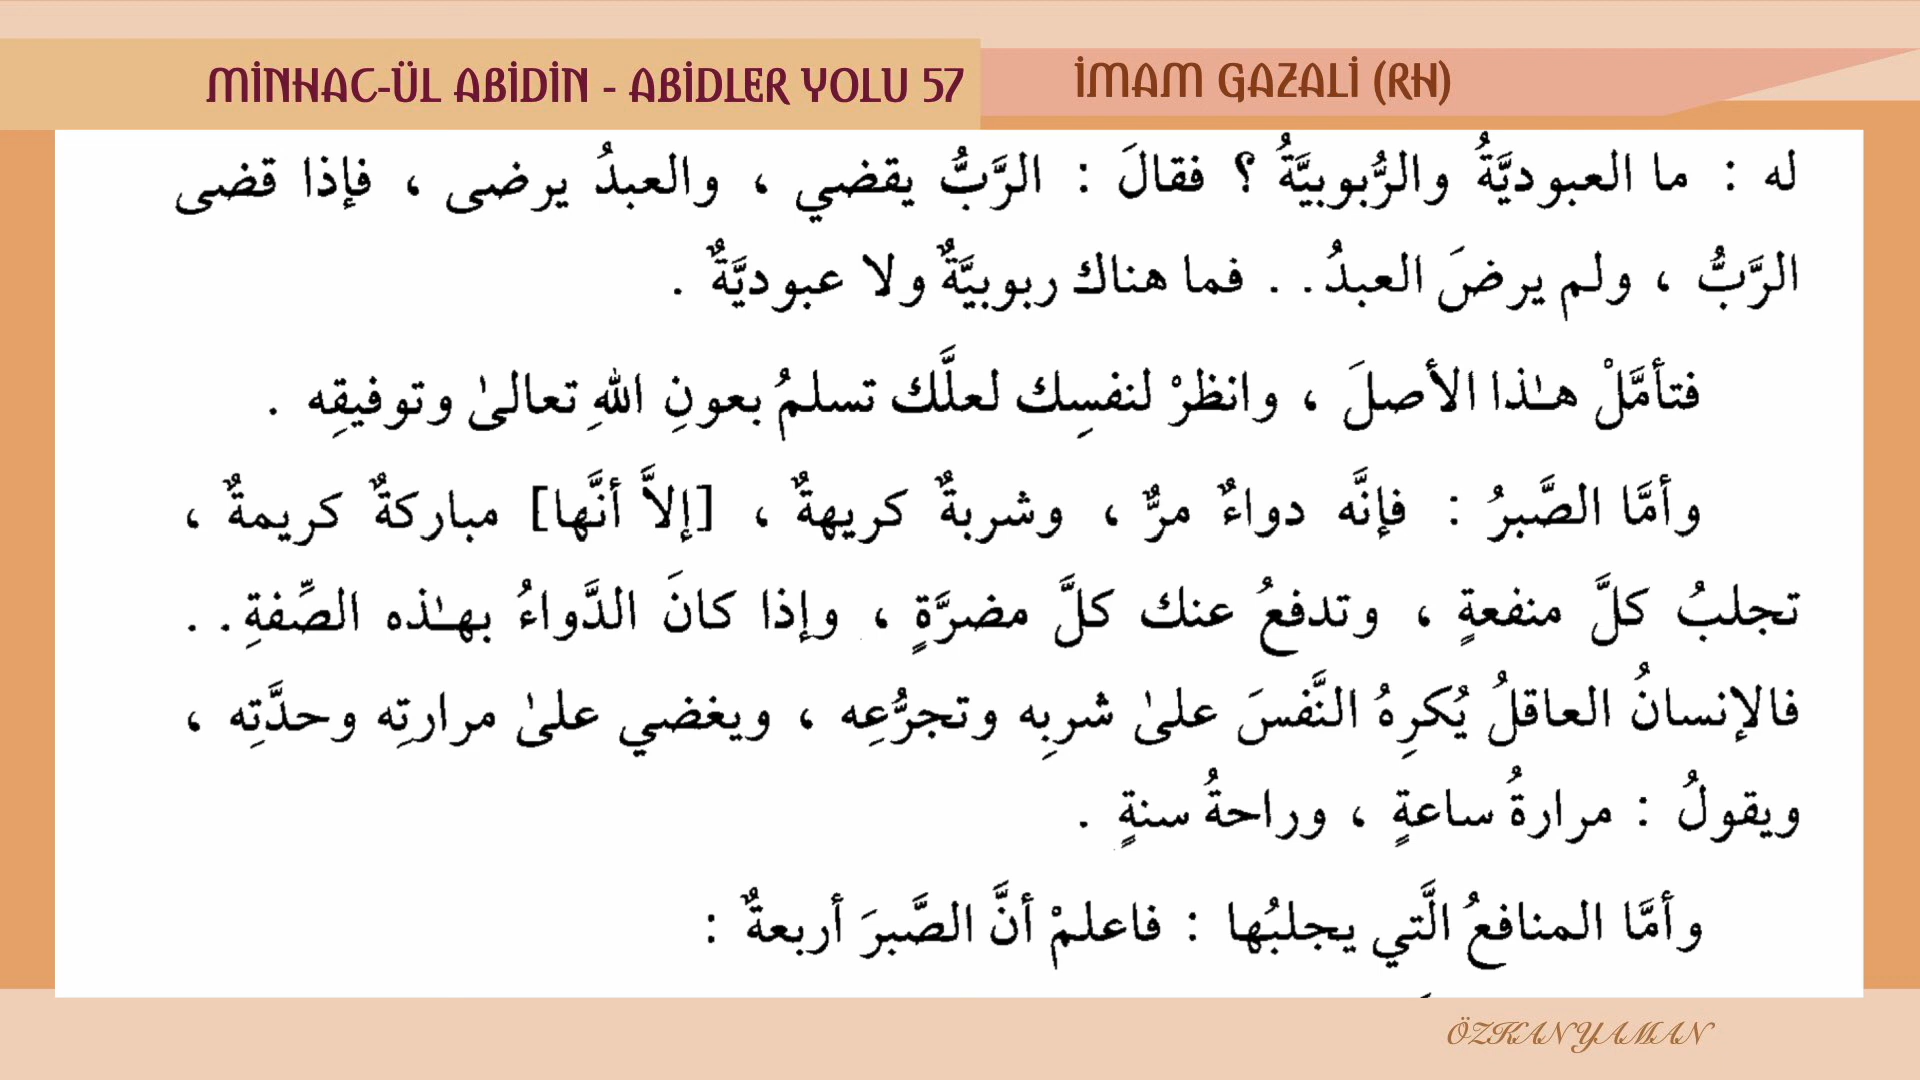 MİNHAC-ÜL ABİDİN - ABİDLER YOLU 57
İMAM GAZALİ (RH)
له : ما العبوديَّةُ والرُّبوبيَّةُ ؟ فقالَ : الرَّبُّ يقضي ، والعبدُ يرضى ، فإذا قضى
الرَّبُّ ، ولم يرضَ العبدُ . . فما هناك ربوبيَّةٌ ولا عبوديَّةٌ .
فتأمَّلْ هـٰذا الأصلَ ، وانظرْ لنفسِك لعلَّك تسلمُ بعونِ اللهِ تعالىٰ وتوفيقِه .
وأمَّا الصَّبرُ : فإنَّه دواءٌ مرٌّ ، وشربةٌ كريهةٌ ، [إلاَّ أنَّها] مباركةٌ كريمةٌ ،
تجلبُ كلَّ منفعةٍ ، وتدفعُ عنك كلَّ مضرَّةٍ ، وإذا كانَ الدَّواءُ بهـٰذه الصِّفةِ . .
فالإنسانُ العاقلُ يُكرِهُ النَّفسَ علىٰ شربِه وتجرُّعِه ، ويغضي علىٰ مرارتِه وحدَّتِه ،
ويقولُ : مرارةُ ساعةٍ ، وراحةُ سنةٍ .
وأمَّا المنافعُ الَّتي يجلبُها : فاعلمْ أنَّ الصَّبرَ أربعةٌ :
ÖZKANYAMAN